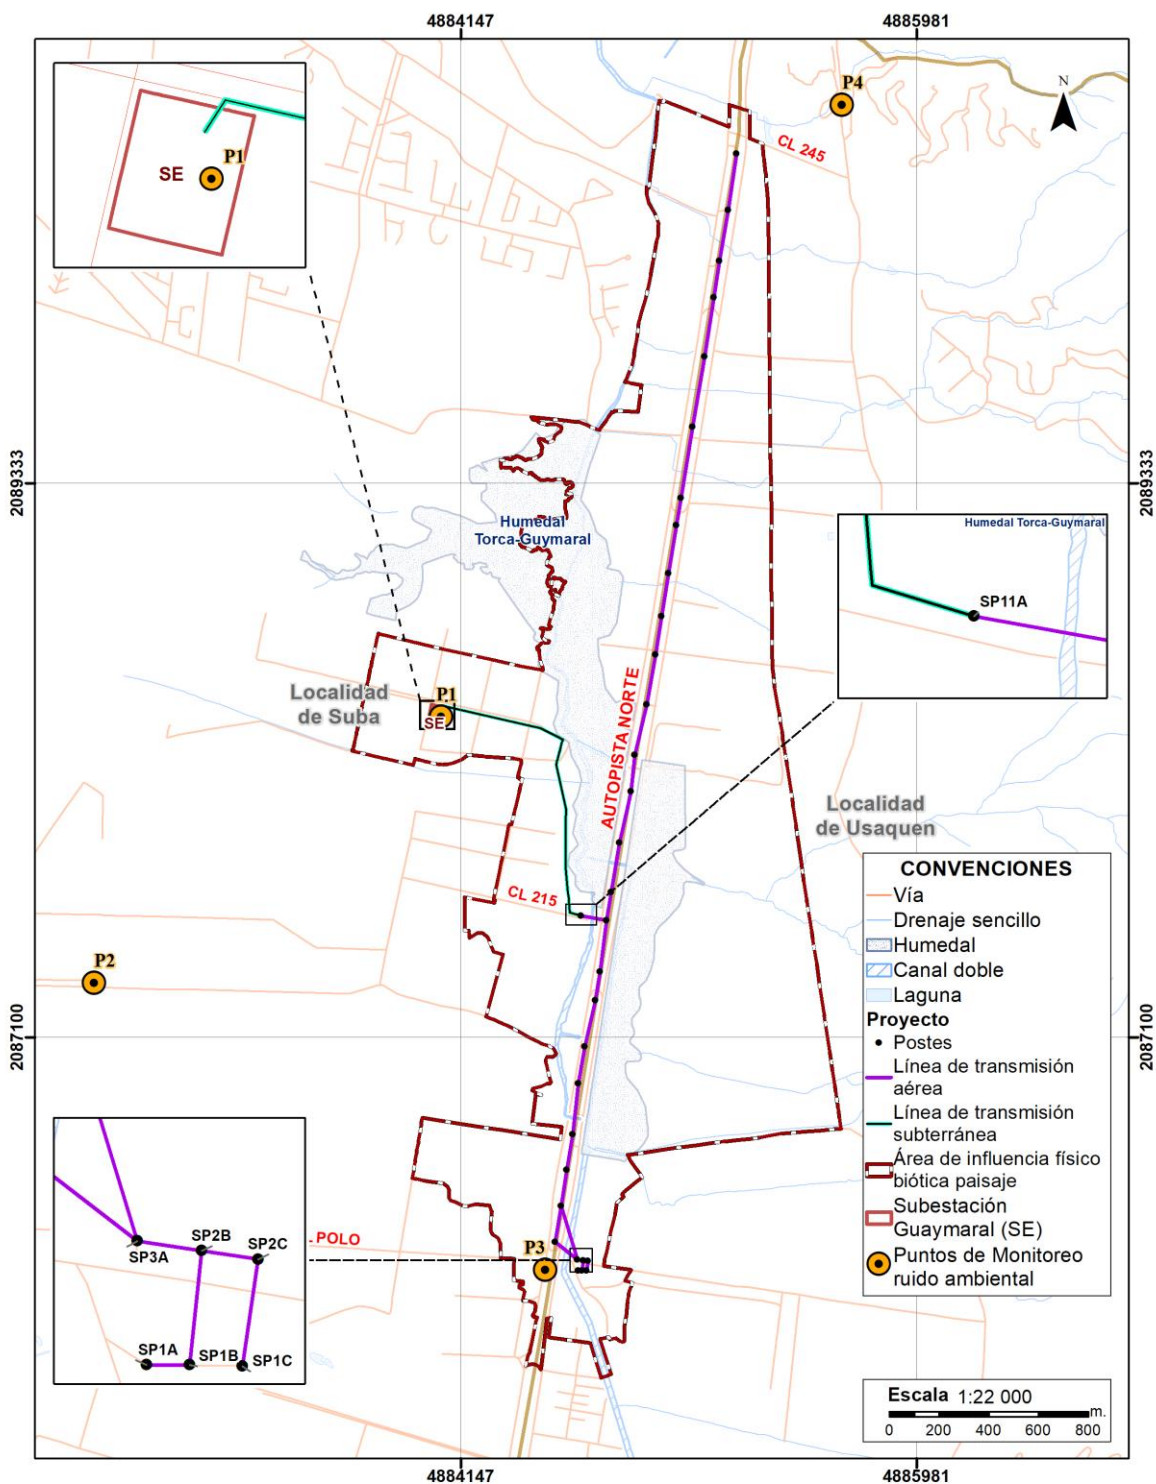 4884147
4885981
P1
SE
P4
N
CL 245
2089333
2089333
Humedal
Torca-Guymaral
Humedal Torca-Guymaral
SP11A
Localidad
de Suba
P1
SE
AUTOPISTA NORTE
Localidad
de Usaquen
CL 215
P2
2087100
2087100
CONVENCIONES
Vía
Drenaje sencillo
Humedal
Canal doble
Laguna
Proyecto
Postes
Línea de transmisión
aérea
Línea de transmisión
subterránea
Área de influencia físico
biótica paisaje
Subestación
Guaymaral (SE)
Puntos de Monitoreo
ruido ambiental
SP3A
SP2B
SP2C
SP1A
SP1B
SP1C
- POLO
P3
Escala 1:22 000
0 200 400 600 800 m.
4884147
4885981